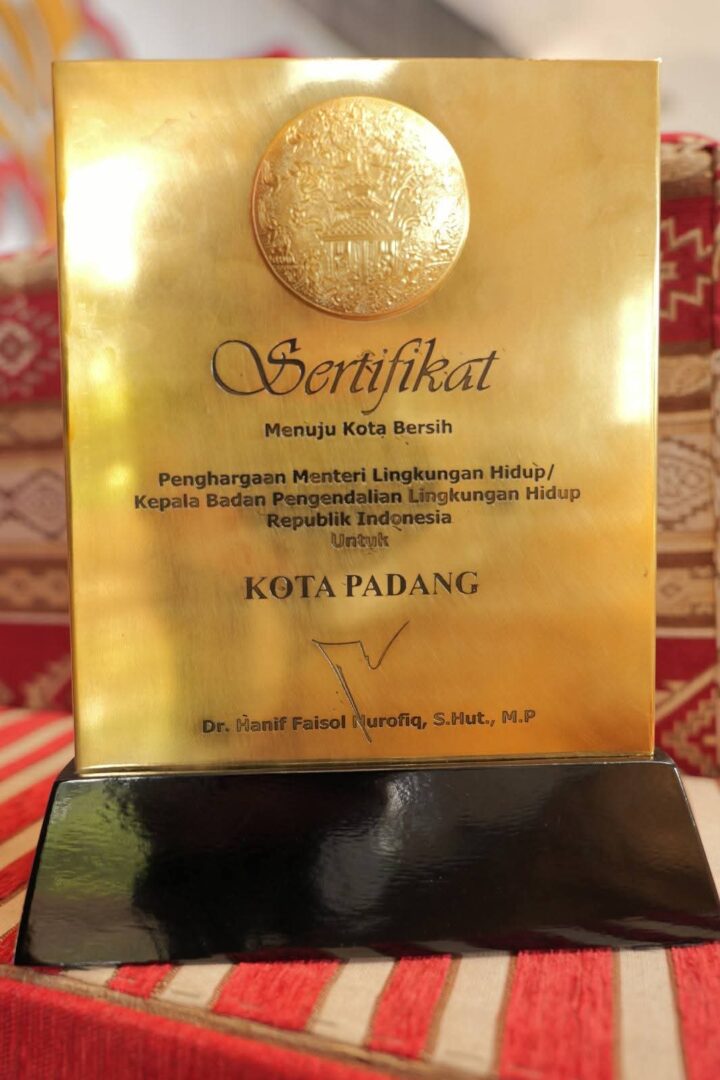 Sertifikat
Menuju Kota Bersih
Penghargaan Menteri Lingkungan Hidup/
Kepala Badan Pengendalian Lingkungan Hidup
Republik Indonesia
Untuk
KOTA PADANG
Dr. Hanif Faisol Nurofiq, S.Hut., M.P